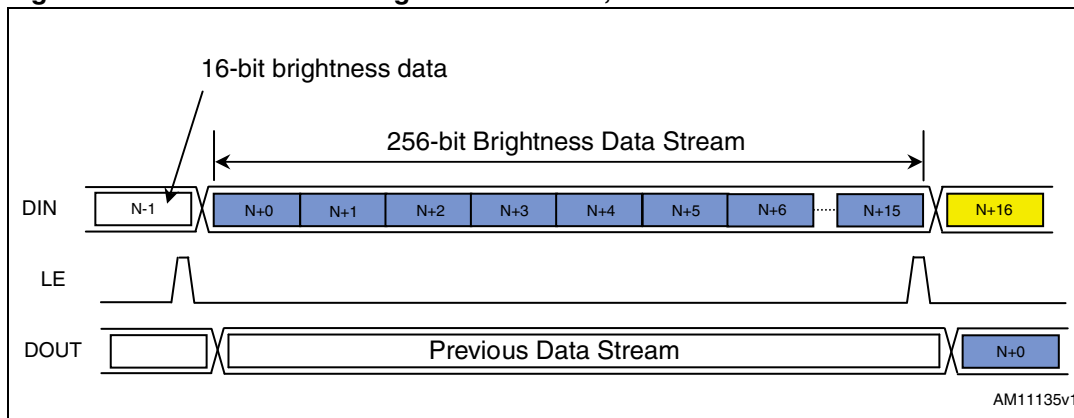 16-bit brightness data
256-bit Brightness Data Stream
DIN N-1 N+0 N+1 N+2 N+3 N+4 N+5 N+6 N+15 N+16
LE
DOUT Previous Data Stream N+0
AM11135v1